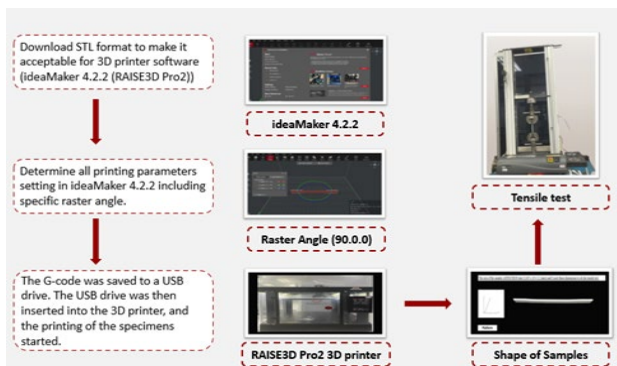 Download STL format to make it
acceptable for 3D printer software
(ideaMaker 4.2.2 (RAISE3D Pro2))
ideaMaker 4.2.2
Determine all printing parameters
setting in ideaMaker 4.2.2 including
specific raster angle.
Raster Angle (90.0.0)
The G-code was saved to a USB
drive. The USB drive was then
inserted into the 3D printer, and
the printing of the specimens
started.
RAISE3D Pro2 3D printer
Shape of Samples
Tensile test